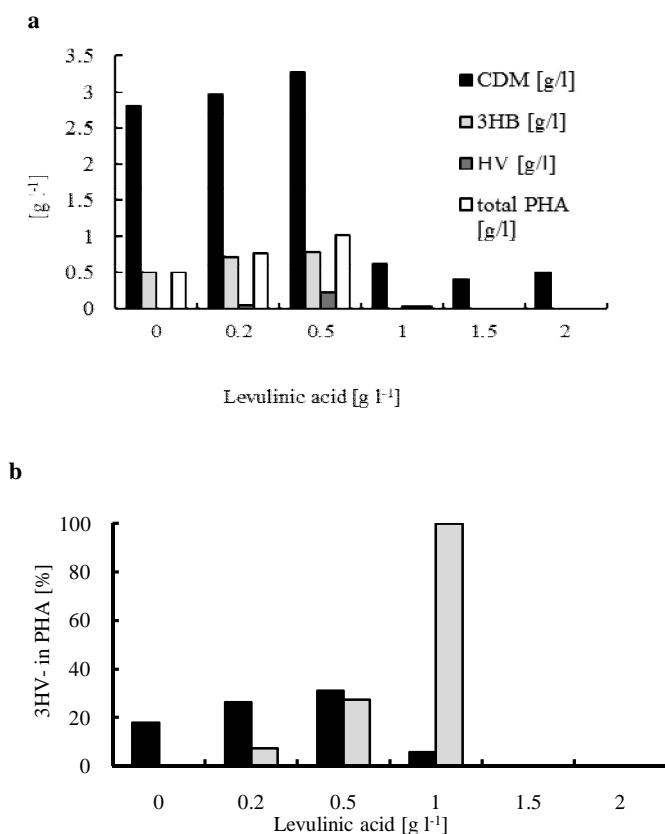 a
3.5
3
2.5
2
1.5
1
0.5
0
[g l⁻¹]
CDM [g/l]
3HB [g/l]
HV [g/l]
total PHA
[g/l]
0 0.2 0.5 1 1.5 2
Levulinic acid [g l⁻¹]
b
100
80
60
40
20
0
3HV- in PHA [%]
0 0.2 0.5 1 1.5 2
Levulinic acid [g l⁻¹]